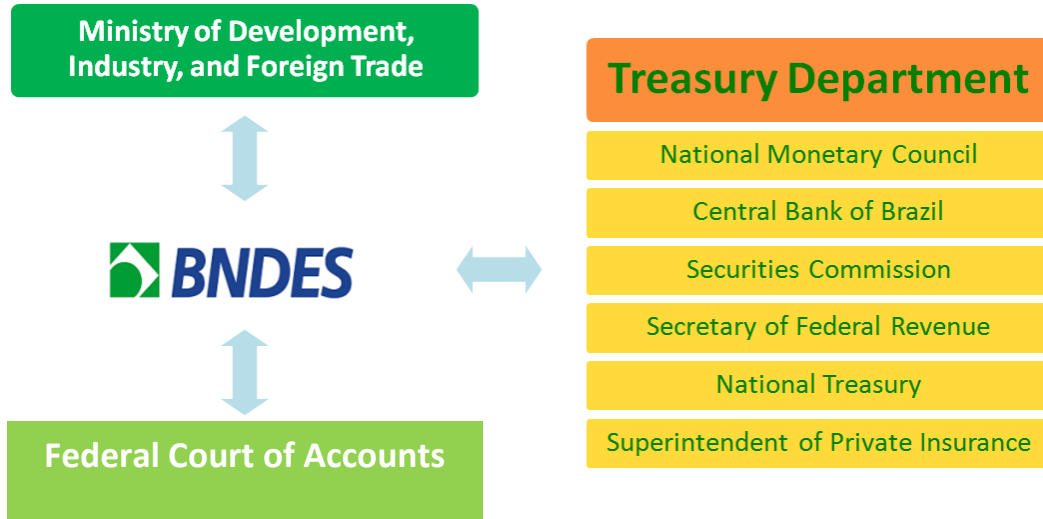 Ministry of Development,
Industry, and Foreign Trade
BNDES
Federal Court of Accounts
Treasury Department
National Monetary Council
Central Bank of Brazil
Securities Commission
Secretary of Federal Revenue
National Treasury
Superintendent of Private Insurance